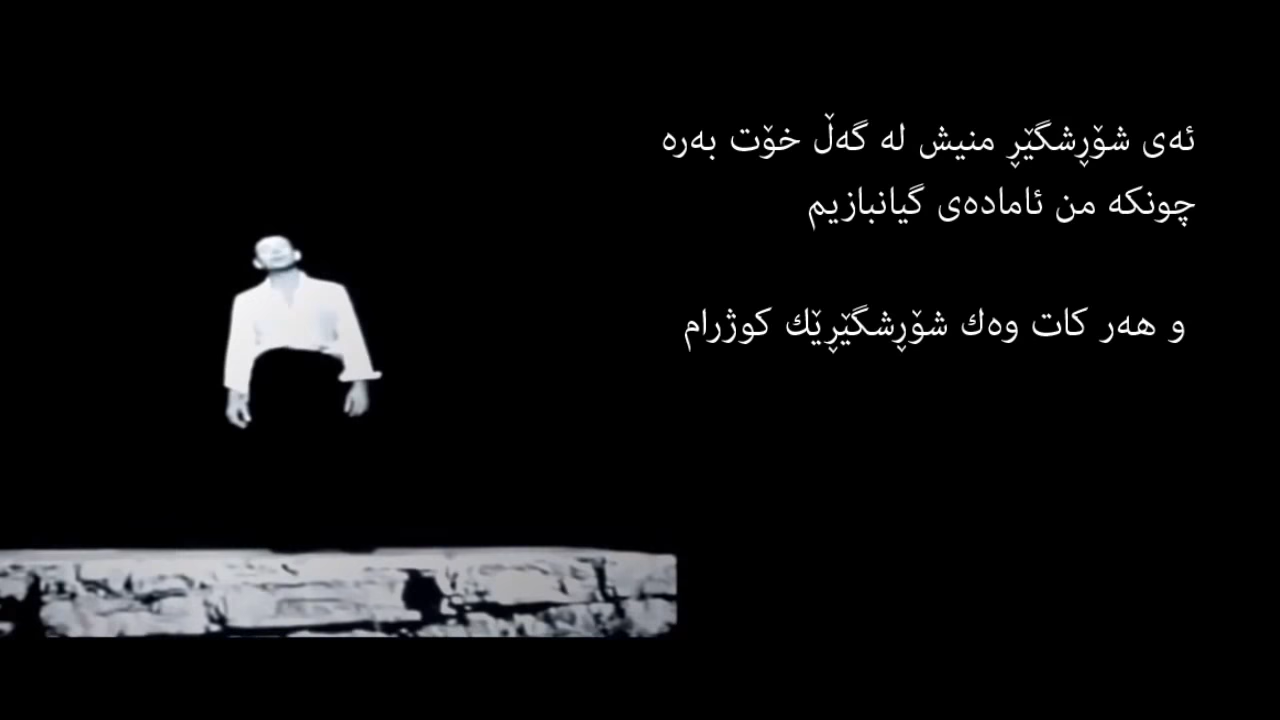 ئەی شۆڕشگێڕ منیش لە گەڵ خۆت بەرە
چونکە من ئامادەی گیانبازیم
و هەر کات وەك شۆڕشگێڕێك کوژرام